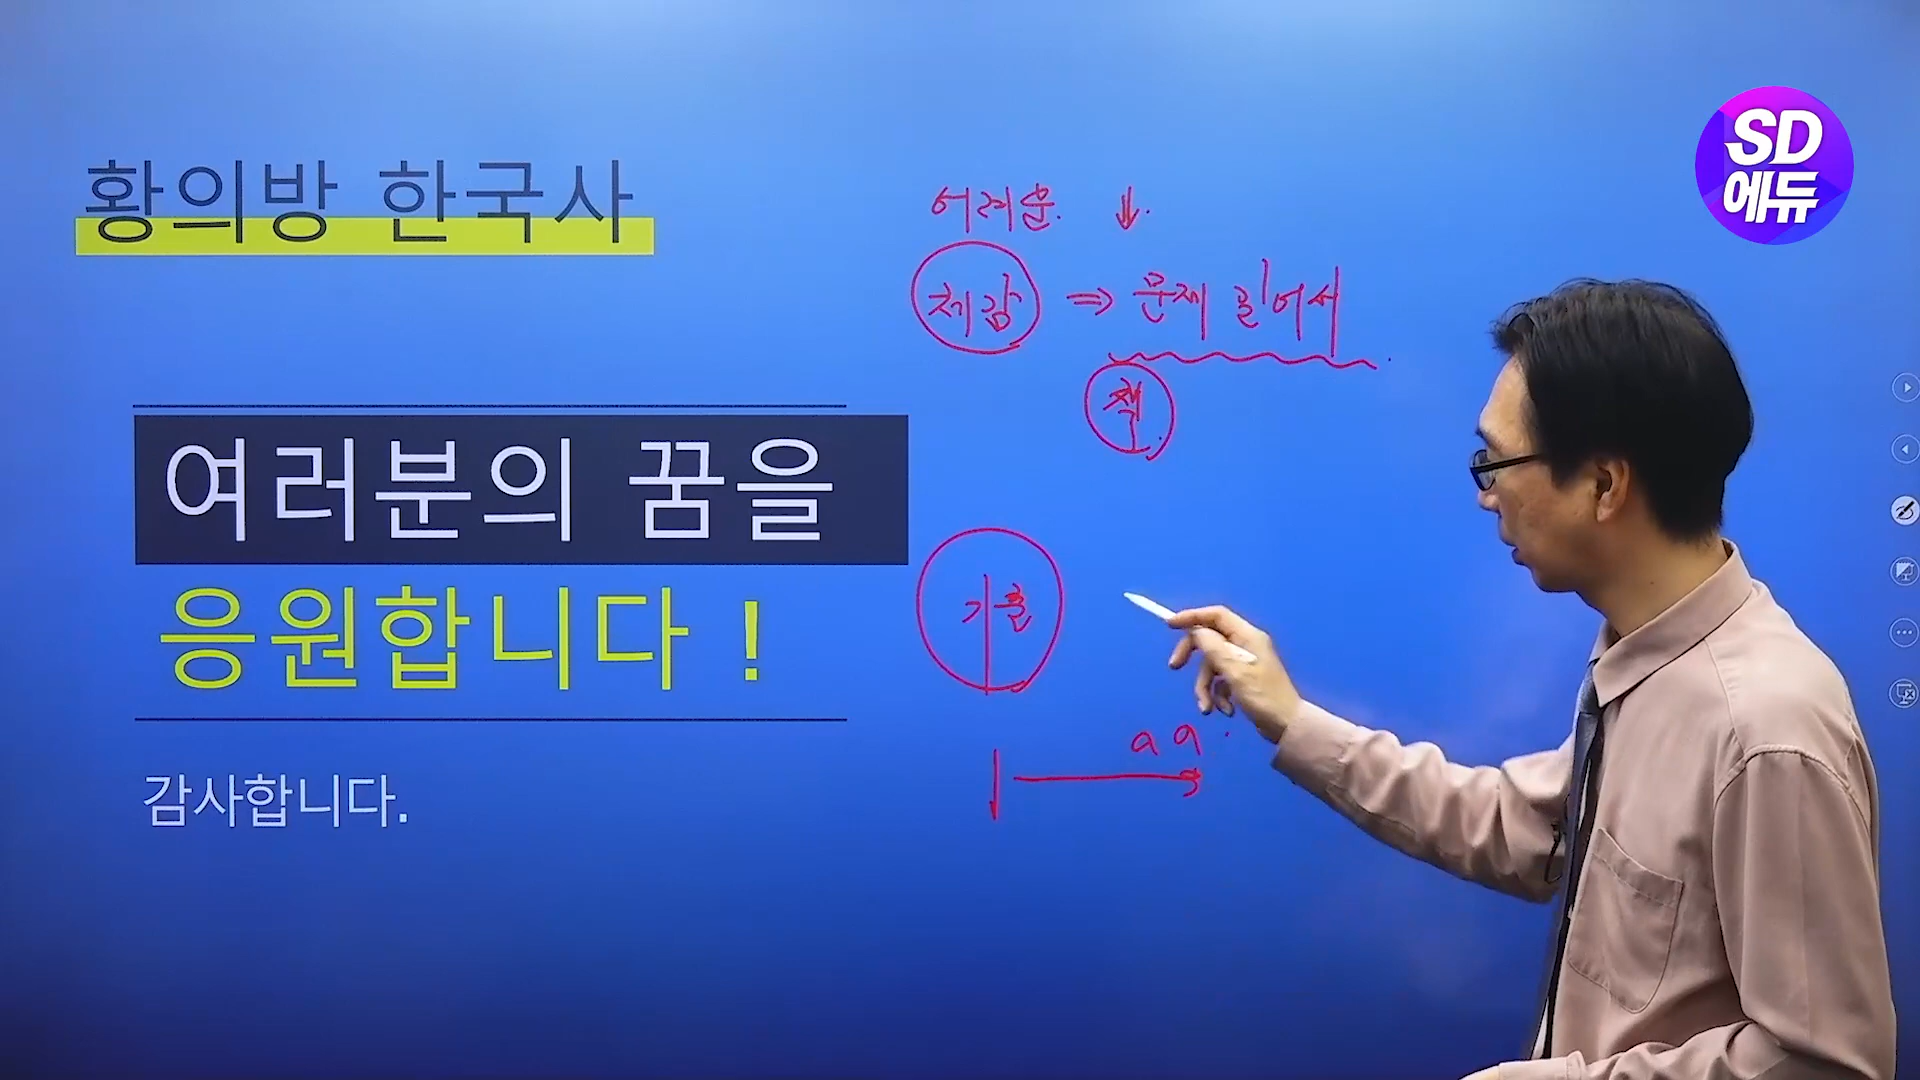 황의방 한국사
여러분의 꿈을
응원합니다 !
감사합니다.
어려운
체감 ⇒ 문제 길어서
책
기출
SD
에듀